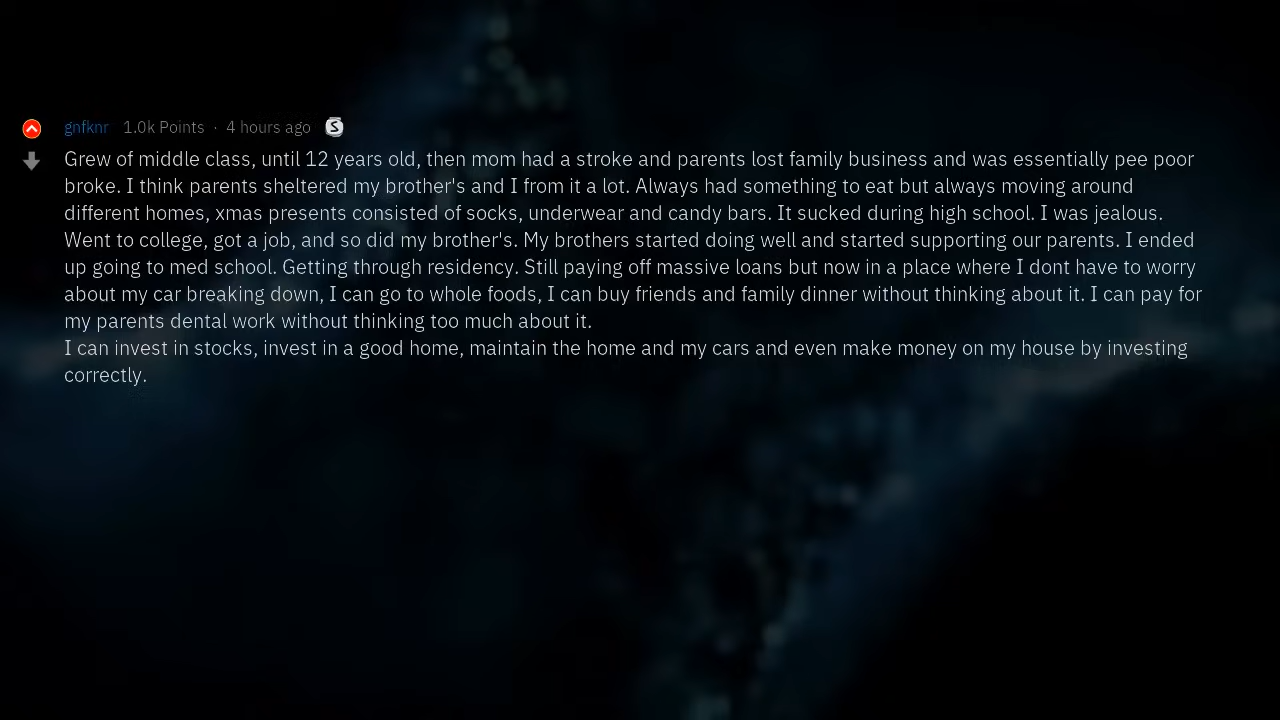 gnfknr 1.0k Points · 4 hours ago S
Grew of middle class, until 12 years old, then mom had a stroke and parents lost family business and was essentially pee poor
broke. I think parents sheltered my brother's and I from it a lot. Always had something to eat but always moving around
different homes, xmas presents consisted of socks, underwear and candy bars. It sucked during high school. I was jealous.
Went to college, got a job, and so did my brother's. My brothers started doing well and started supporting our parents. I ended
up going to med school. Getting through residency. Still paying off massive loans but now in a place where I dont have to worry
about my car breaking down, I can go to whole foods, I can buy friends and family dinner without thinking about it. I can pay for
my parents dental work without thinking too much about it.
I can invest in stocks, invest in a good home, maintain the home and my cars and even make money on my house by investing
correctly.